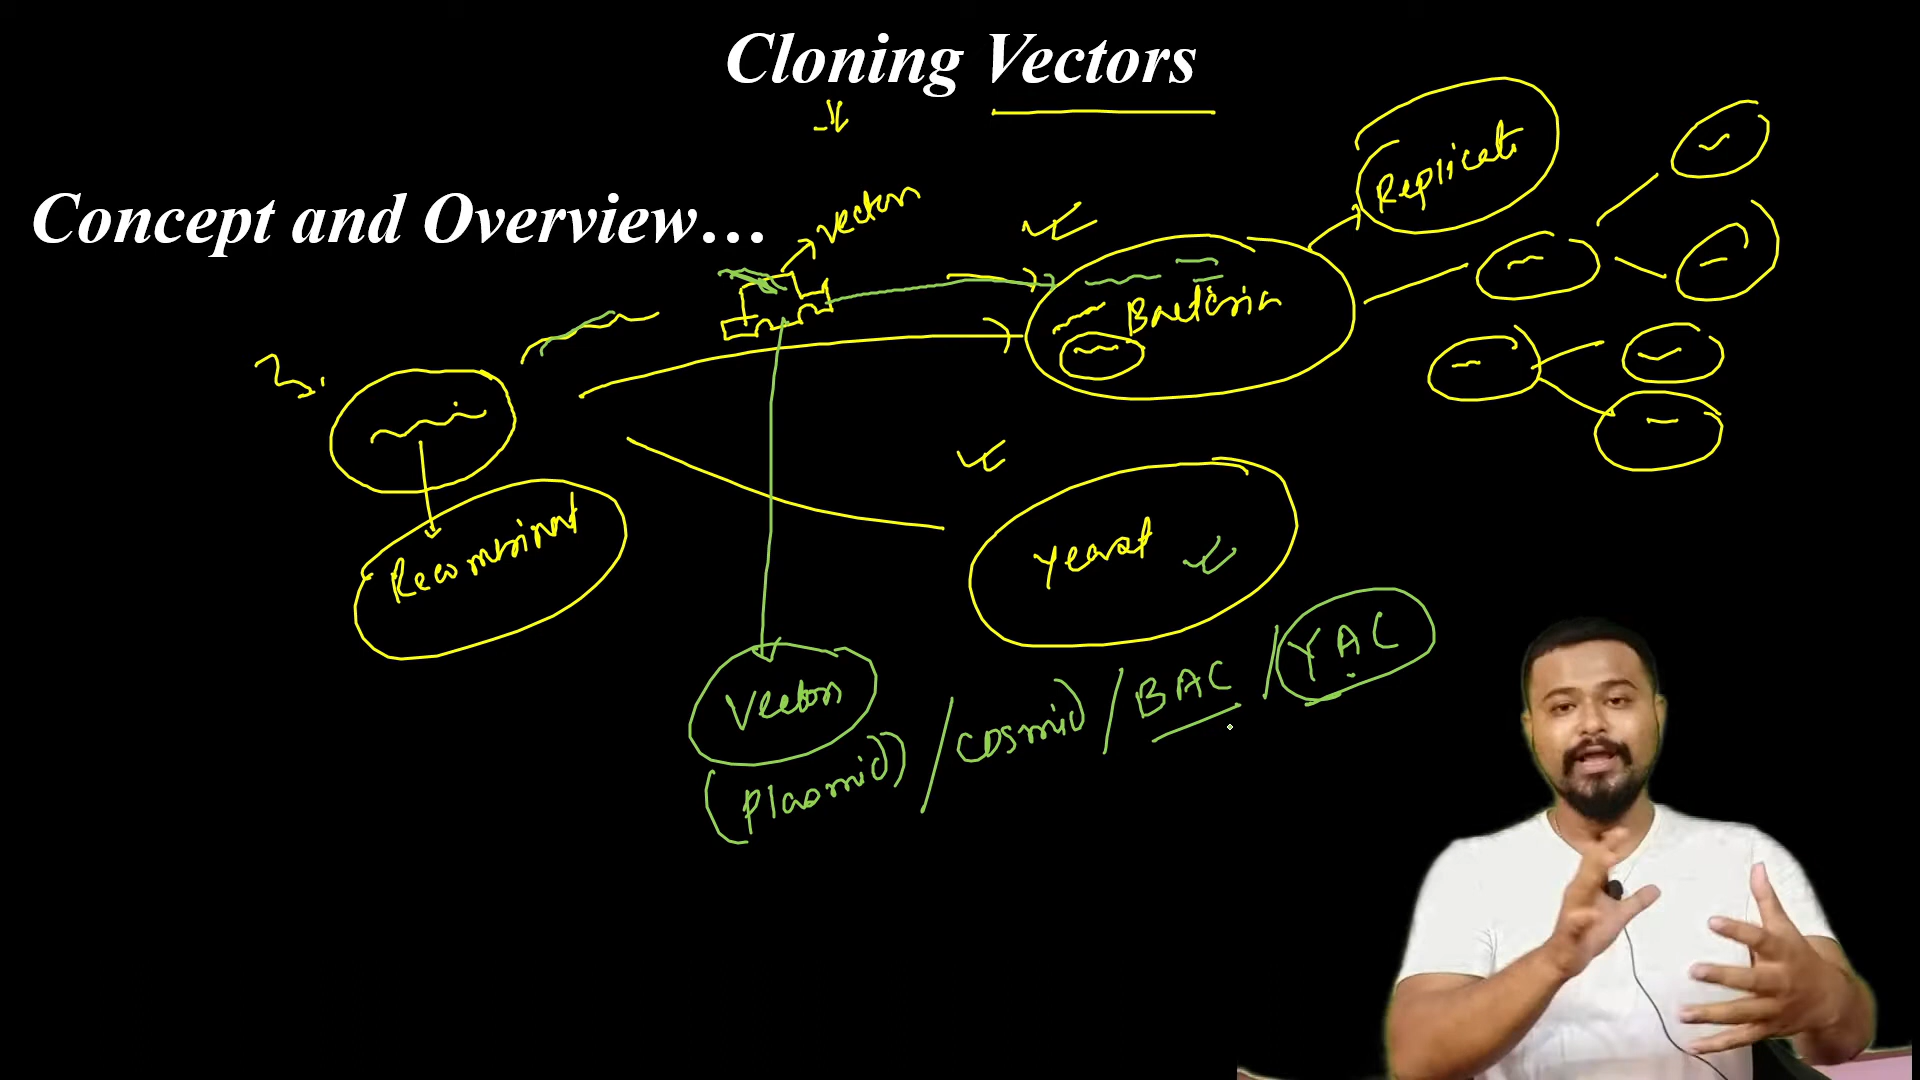 Cloning Vectors
Concept and Overview...
vector
Replicate
Bacteria
Recombinant
Yeast
Vector
(Plasmid) / cosmid / BAC / YAC